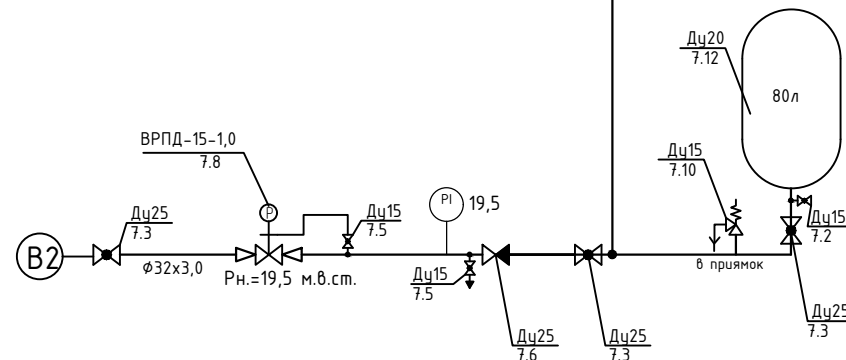 Ду20
7.12
80л
ВРПД-15-1,0
7.8
Ду15
7.10
P
PI
19,5
Ду25
7.3
Ду15
7.5
Ду15
7.2
В2
Ø32х3,0
Рн.=19,5 м.в.ст.
Ду15
7.5
в приямок
Ду25
7.6
Ду25
7.3
Ду25
7.3